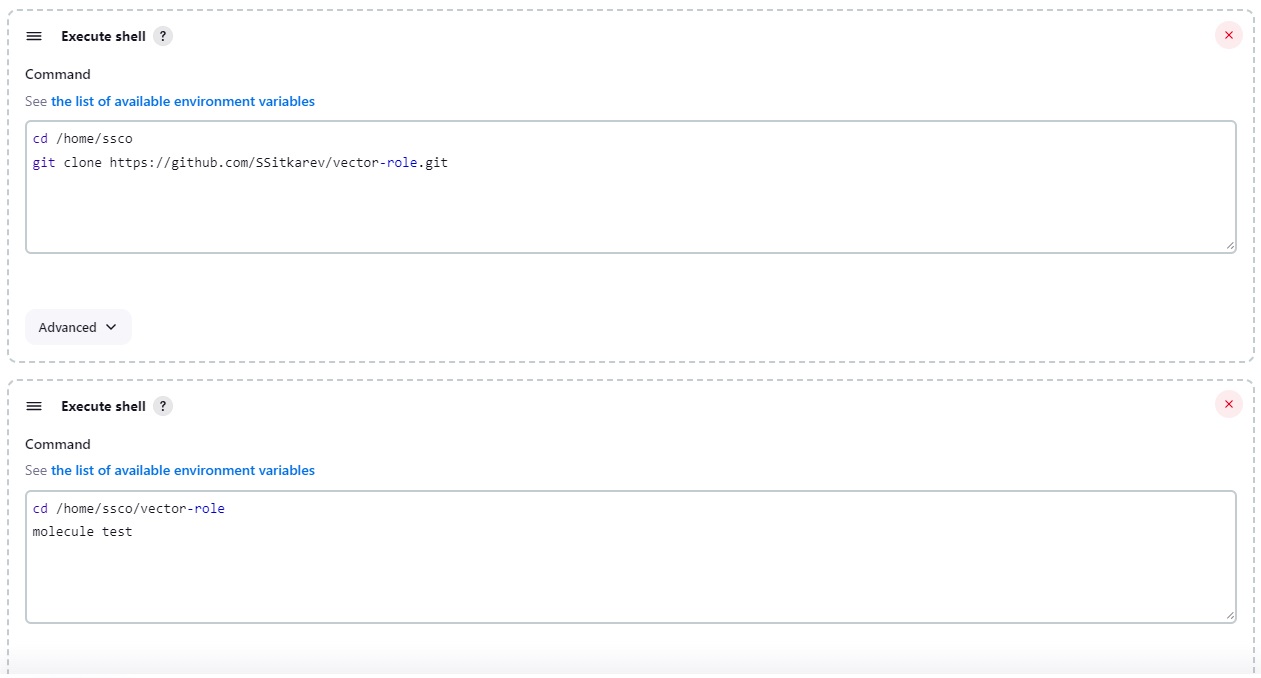 Execute shell ?
Command
See the list of available environment variables
cd /home/ssco
git clone https://github.com/SSitkarev/vector-role.git
Advanced
Execute shell ?
Command
See the list of available environment variables
cd /home/ssco/vector-role
molecule test